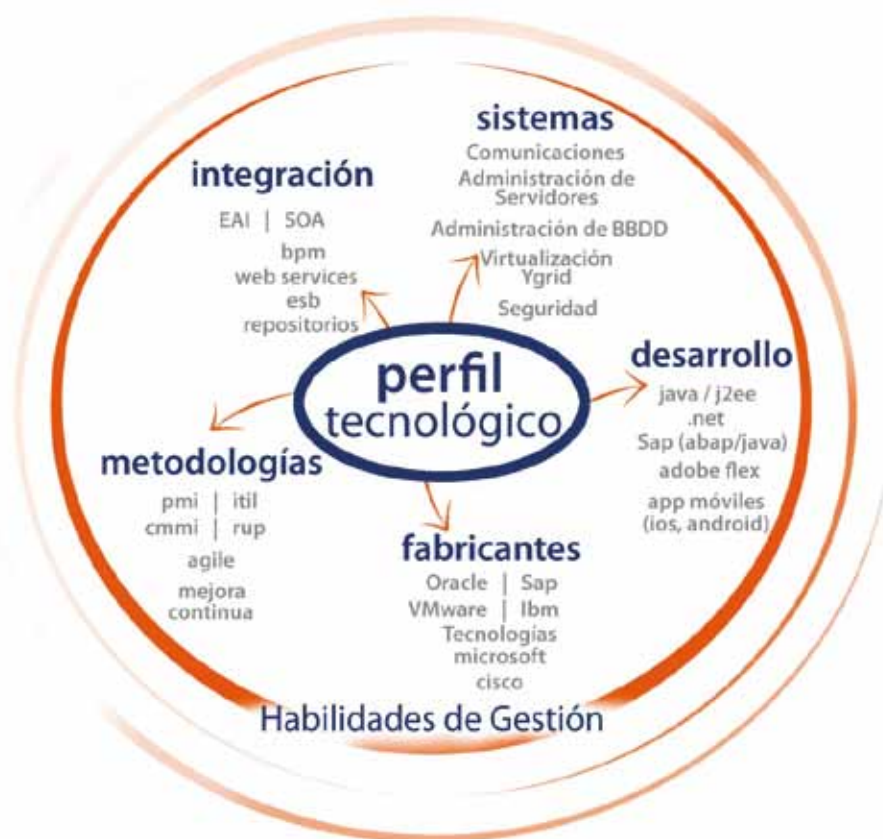 sistemas
Comunicaciones
Administración de
Servidores
Administración de BBDD
Virtualización
Ygrid
Seguridad
integración
EAI | SOA
bpm
web services
esb
repositorios
perfil
tecnológico
desarrollo
java / j2ee
.net
Sap (abap/java)
adobe flex
app móviles
(ios, android)
metodologías
pmi | itil
cmmi | rup
agile
mejora
continua
fabricantes
Oracle | Sap
VMware | Ibm
Tecnologías
microsoft
cisco
Habilidades de Gestión